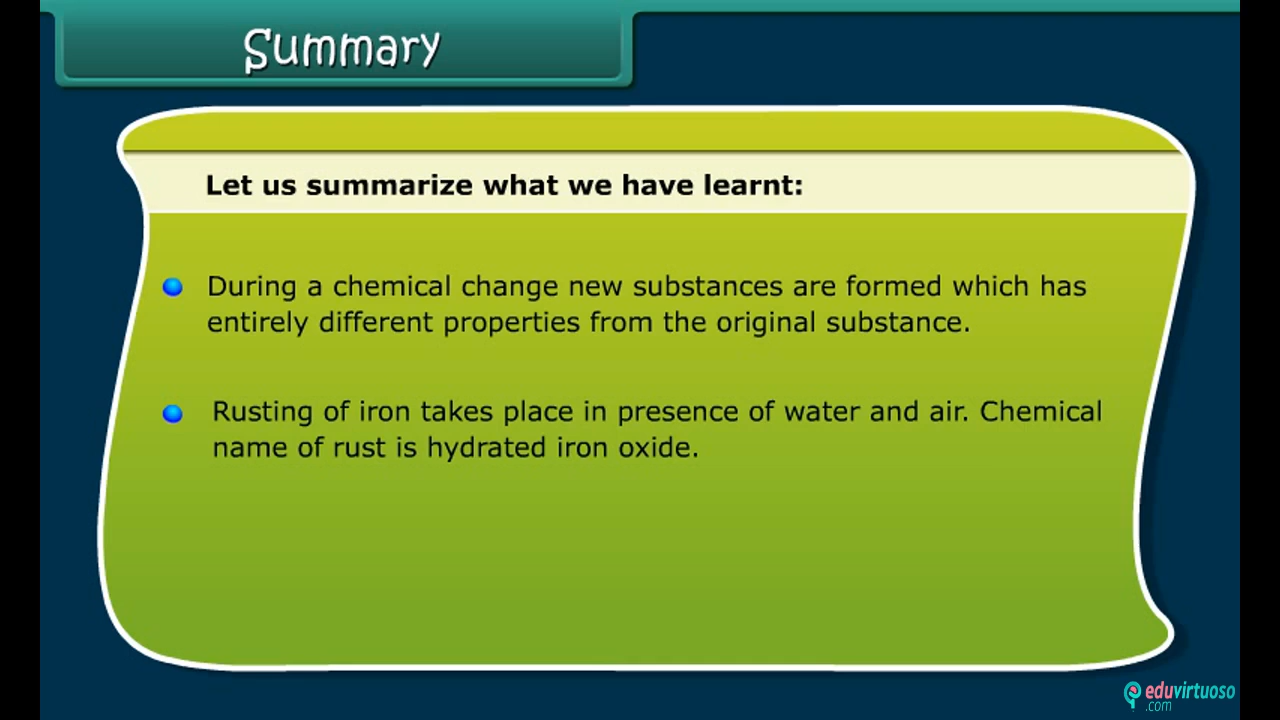 Summary
Let us summarize what we have learnt:
During a chemical change new substances are formed which has
entirely different properties from the original substance.
Rusting of iron takes place in presence of water and air. Chemical
name of rust is hydrated iron oxide.
eduvirtuoso
.com